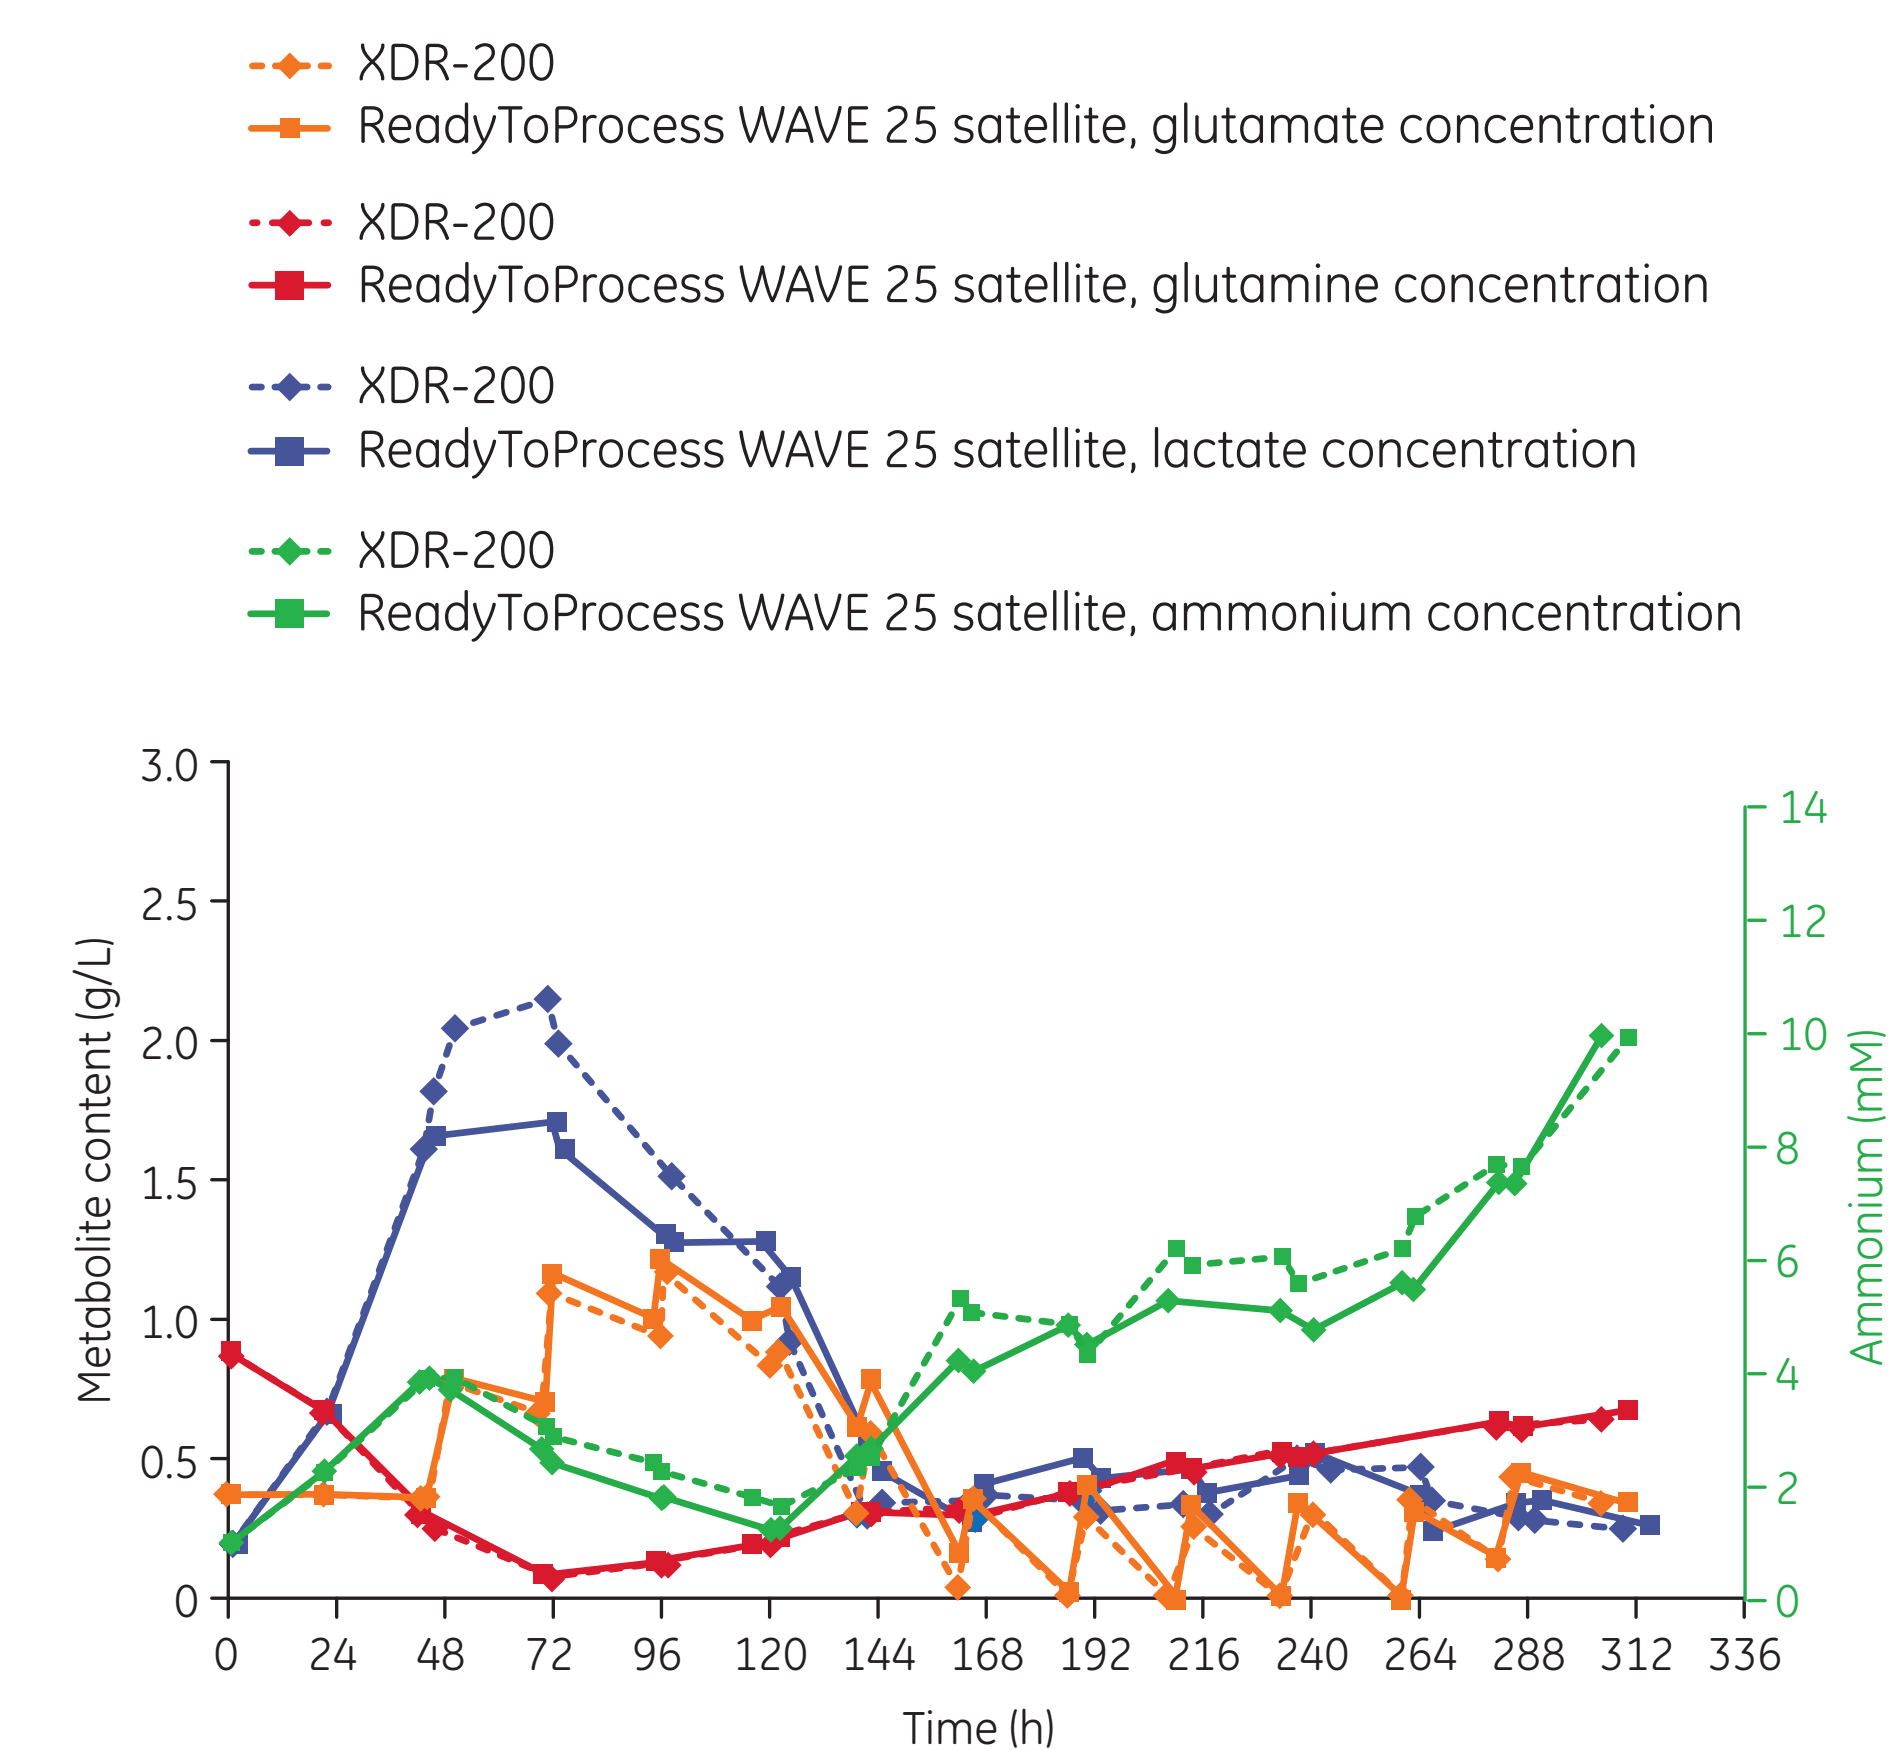 XDR-200
ReadyToProcess WAVE 25 satellite, glutamate concentration
XDR-200
ReadyToProcess WAVE 25 satellite, glutamine concentration
XDR-200
ReadyToProcess WAVE 25 satellite, lactate concentration
XDR-200
ReadyToProcess WAVE 25 satellite, ammonium concentration
Metabolite content (g/L)
3.0
2.5
2.0
1.5
1.0
0.5
0
14
12
10
8
6
4
2
0
Ammonium (mM)
0 24 48 72 96 120 144 168 192 216 240 264 288 312 336
Time (h)